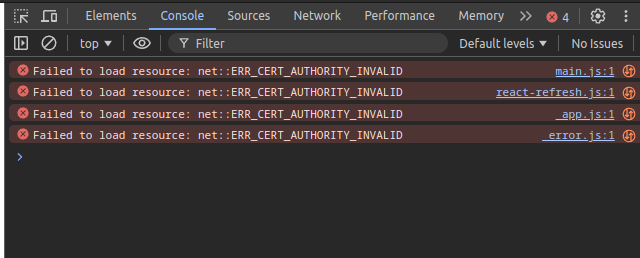 Elements Console Sources Network Performance Memory 4
top Filter Default levels No Issues
Failed to load resource: net::ERR_CERT_AUTHORITY_INVALID main.js:1
Failed to load resource: net::ERR_CERT_AUTHORITY_INVALID react-refresh.js:1
Failed to load resource: net::ERR_CERT_AUTHORITY_INVALID _app.js:1
Failed to load resource: net::ERR_CERT_AUTHORITY_INVALID _error.js:1